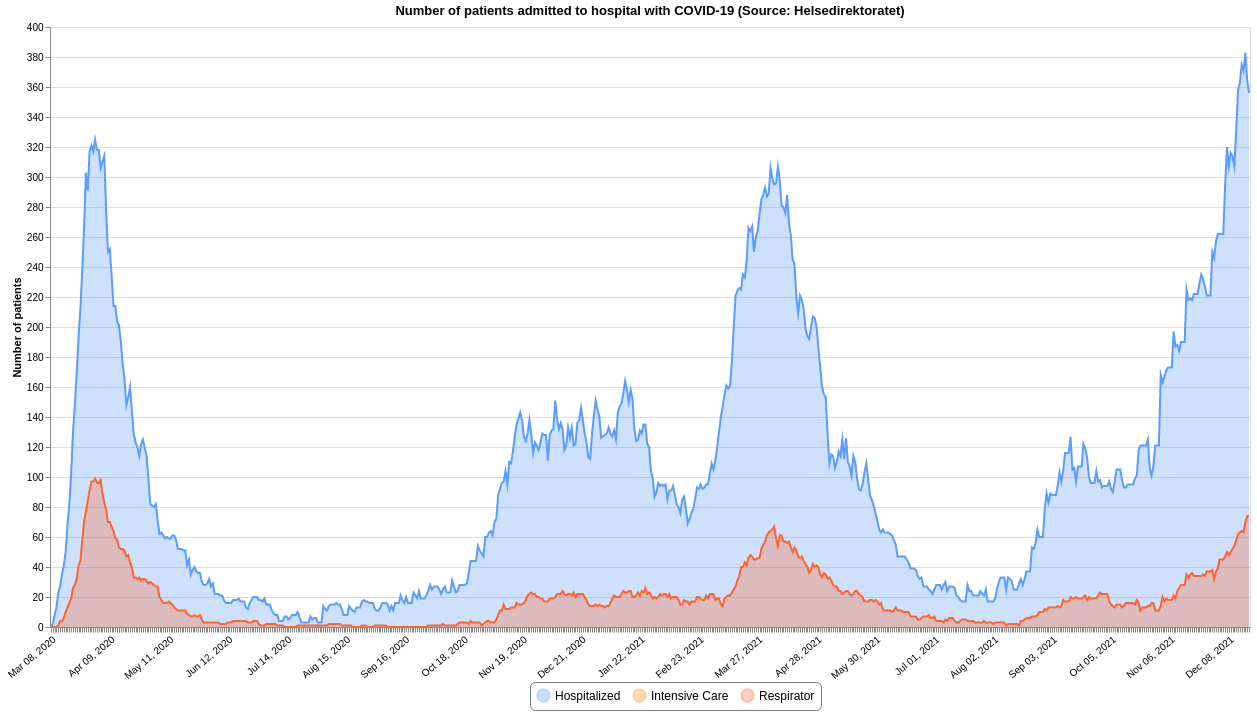 Number of patients admitted to hospital with COVID-19 (Source: Helsedirektoratet)
Number of patients
400
380
360
340
320
300
280
260
240
220
200
180
160
140
120
100
80
60
40
20
0
Mar 08, 2020
Apr 09, 2020
May 11, 2020
Jun 12, 2020
Jul 14, 2020
Aug 15, 2020
Sep 16, 2020
Oct 18, 2020
Nov 19, 2020
Dec 21, 2020
Jan 22, 2021
Feb 23, 2021
Mar 27, 2021
Apr 28, 2021
May 30, 2021
Jul 01, 2021
Aug 02, 2021
Sep 03, 2021
Oct 05, 2021
Nov 06, 2021
Dec 08, 2021
Hospitalized Intensive Care Respirator